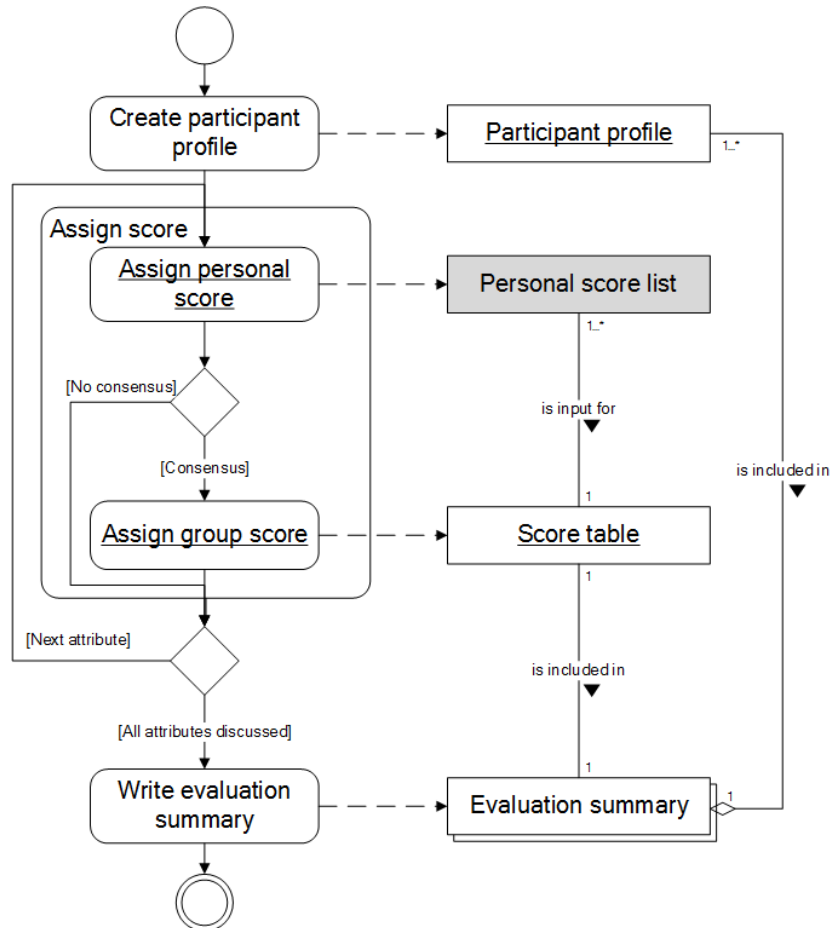 Create participant
profile
Participant profile
1...*
Assign score
Assign personal
score
Personal score list
1...*
[No consensus]
is input for
[Consensus]
is included in
1
Assign group score
Score table
1
[Next attribute]
is included in
[All attributes discussed]
1
1
Write evaluation
summary
Evaluation summary